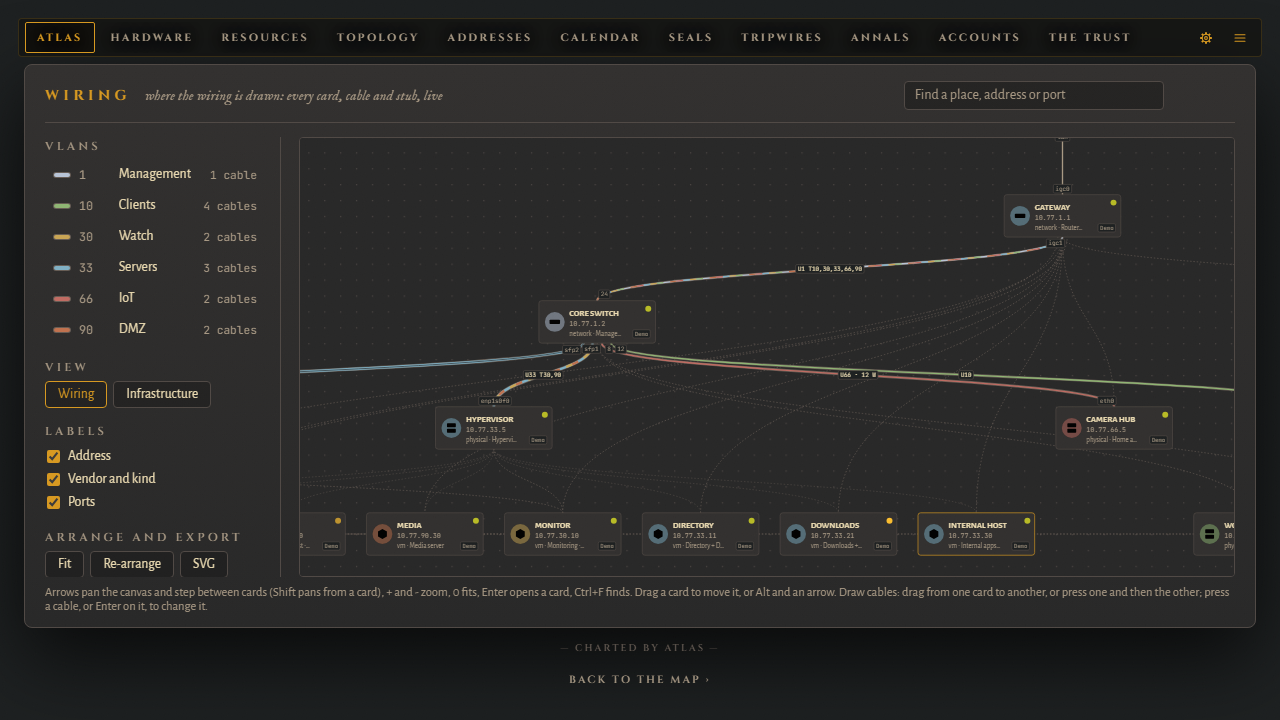 ATLAS HARDWARE RESOURCES TOPOLOGY ADDRESSES CALENDAR SEALS TRIPWIRES ANNALS ACCOUNTS THE TRUST
WIRING where the wiring is drawn: every card, cable and stub, live
Find a place, address or port
VLANS
1 Management 1 cable
10 Clients 4 cables
30 Watch 2 cables
33 Servers 3 cables
66 IoT 2 cables
90 DMZ 2 cables
VIEW
Wiring Infrastructure
LABELS
Address
Vendor and kind
Ports
ARRANGE AND EXPORT
Fit Re-arrange SVG
igc0
GATEWAY
10.77.1.1
network · Router…
Demo
igc1
U1 T10,30,33,66,90
24
CORE SWITCH
10.77.1.2
network · Manage…
Demo
sfp2 sfp1 8 12
U33 T30,90
U66 · 12 W
U10
enp1s0f0
HYPERVISOR
10.77.33.5
physical · Hypervi…
Demo
eth0
CAMERA HUB
10.77.66.5
physical · Home a…
Demo
Demo
MEDIA
10.77.90.30
vm · Media server
Demo
MONITOR
10.77.30.10
vm · Monitoring ·…
Demo
DIRECTORY
10.77.33.11
vm · Directory + D…
Demo
DOWNLOADS
10.77.33.21
vm · Downloads +…
Demo
INTERNAL HOST
10.77.33.30
vm · Internal apps…
Demo
WO
10.
phy
Arrows pan the canvas and step between cards (Shift pans from a card), + and - zoom, 0 fits, Enter opens a card, Ctrl+F finds. Drag a card to move it, or Alt and an arrow. Draw cables: drag from one card to another, or press one and then the other; press
a cable, or Enter on it, to change it.
— CHARTED BY ATLAS —
BACK TO THE MAP ›